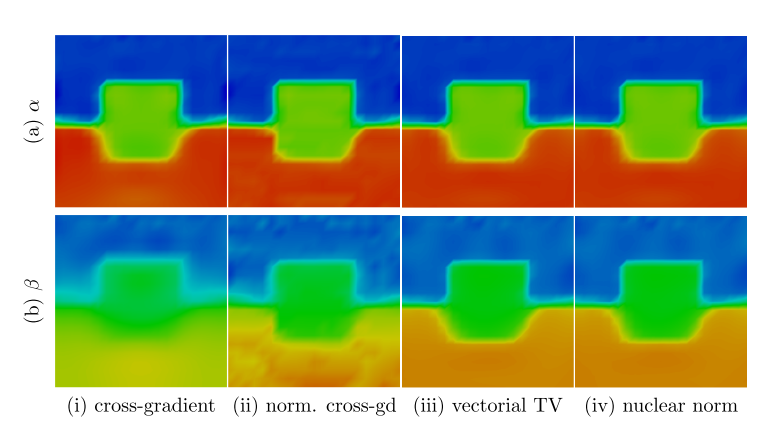 (a) α
(b) β
(i) cross-gradient (ii) norm. cross-gd (iii) vectorial TV (iv) nuclear norm